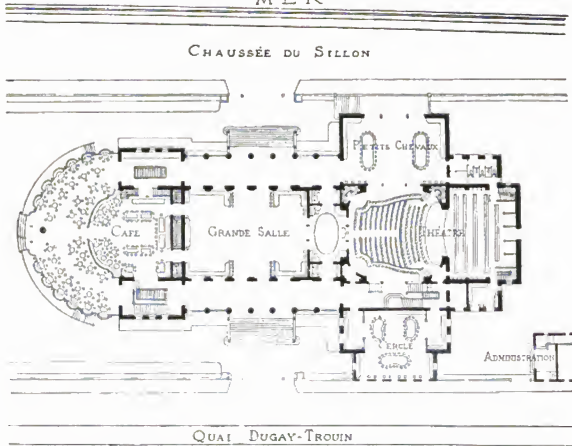 MER
CHAUSSÉE DU SILLON
PETITS CHEVAUX
CAFÉ
GRANDE SALLE
THÉATRE
CERCLE
ADMINISTRATION
QUAI DUGAY-TROUIN